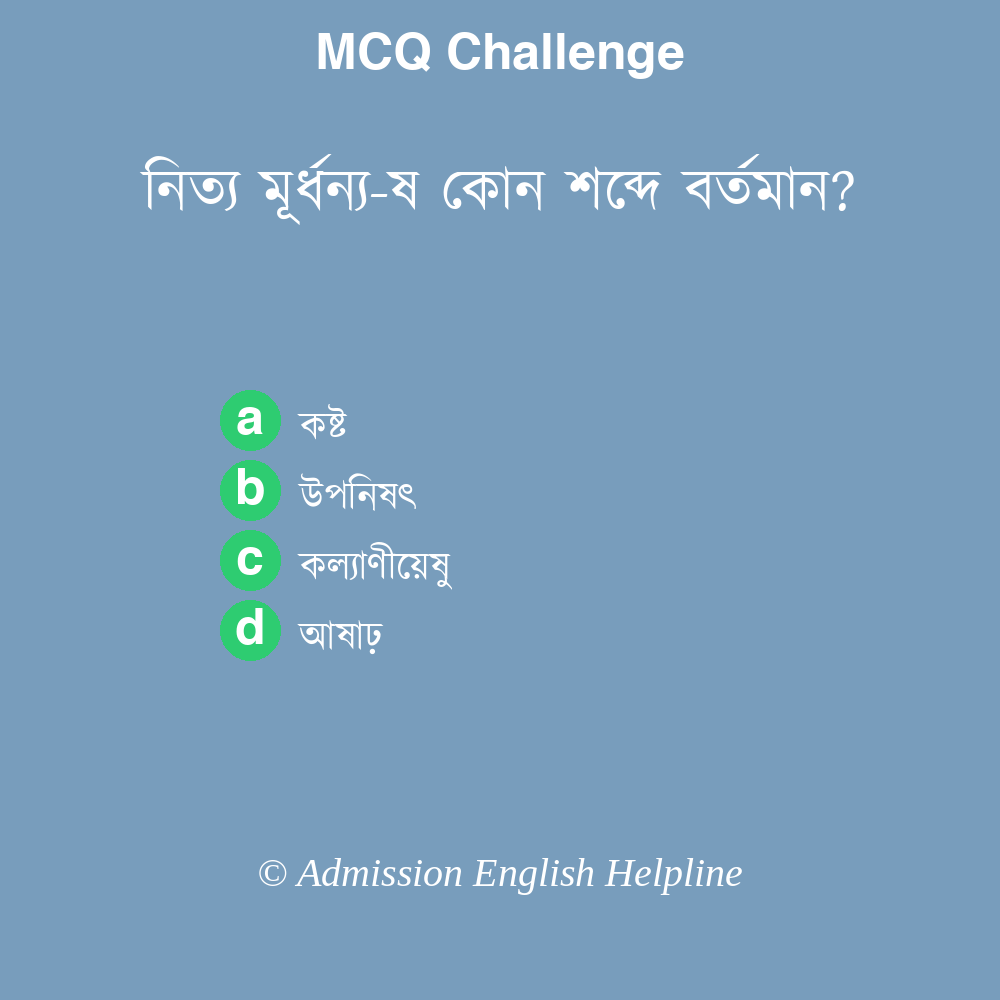 MCQ Challenge
নিত্য মূর্ধন্য-ষ কোন শব্দে বর্তমান?
a কষ্ট
b উপনিষৎ
c কল্যাণীয়েষু
d আষাঢ়
© Admission English Helpline